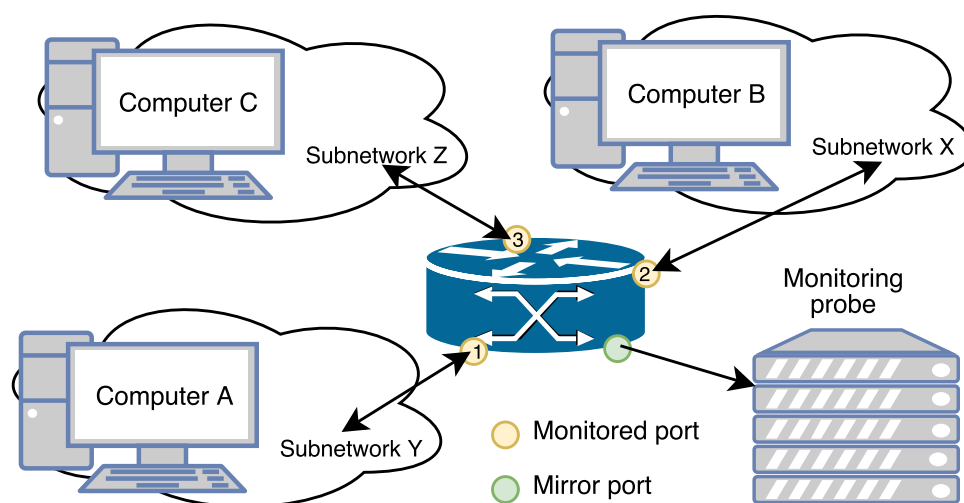 Computer C
Subnetwork Z
Computer B
Subnetwork X
3
2
Monitoring
probe
1
Computer A
Subnetwork Y
Monitored port
Mirror port